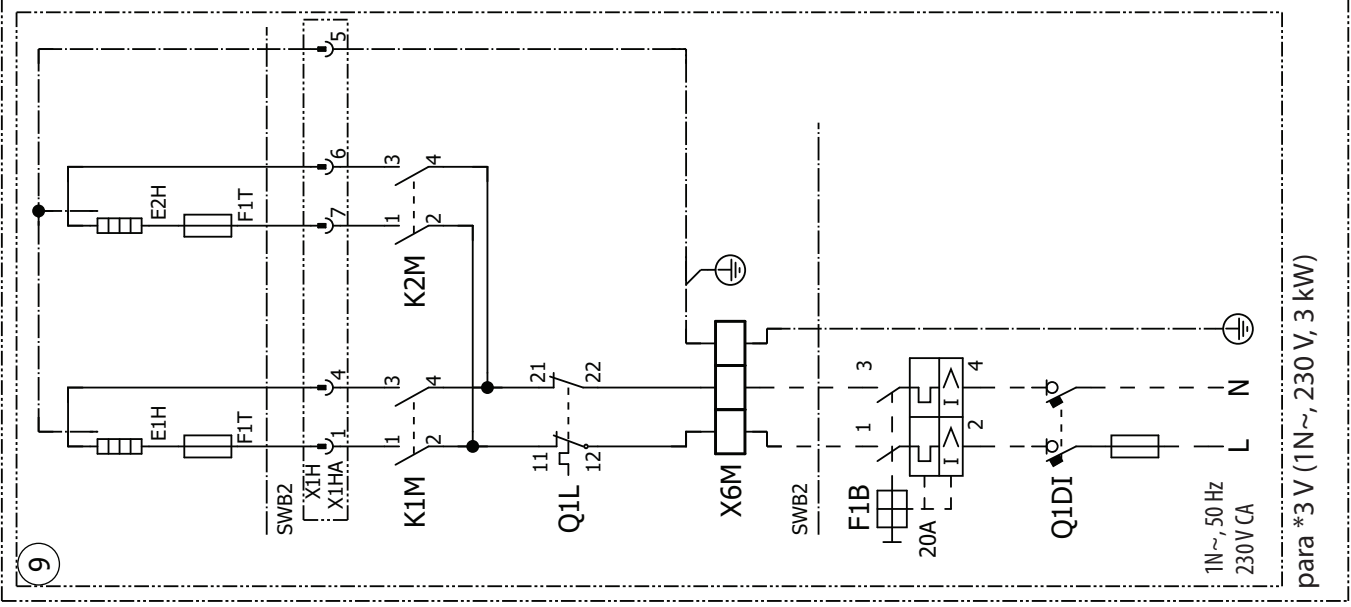 9
5
6
3
4
E2H
F1T
7
1
2
K2M
4
3
4
21
22
E1H
F1T
1
1
2
11
12
SWB2
X1H
X1HA
K1M
Q1L
X6M
SWB2
3
4
I >
N
1
2
I >
L
F1B
20A
Q1DI
1N~, 50 Hz
230 V CA
para *3 V (1N~, 230 V, 3 kW)